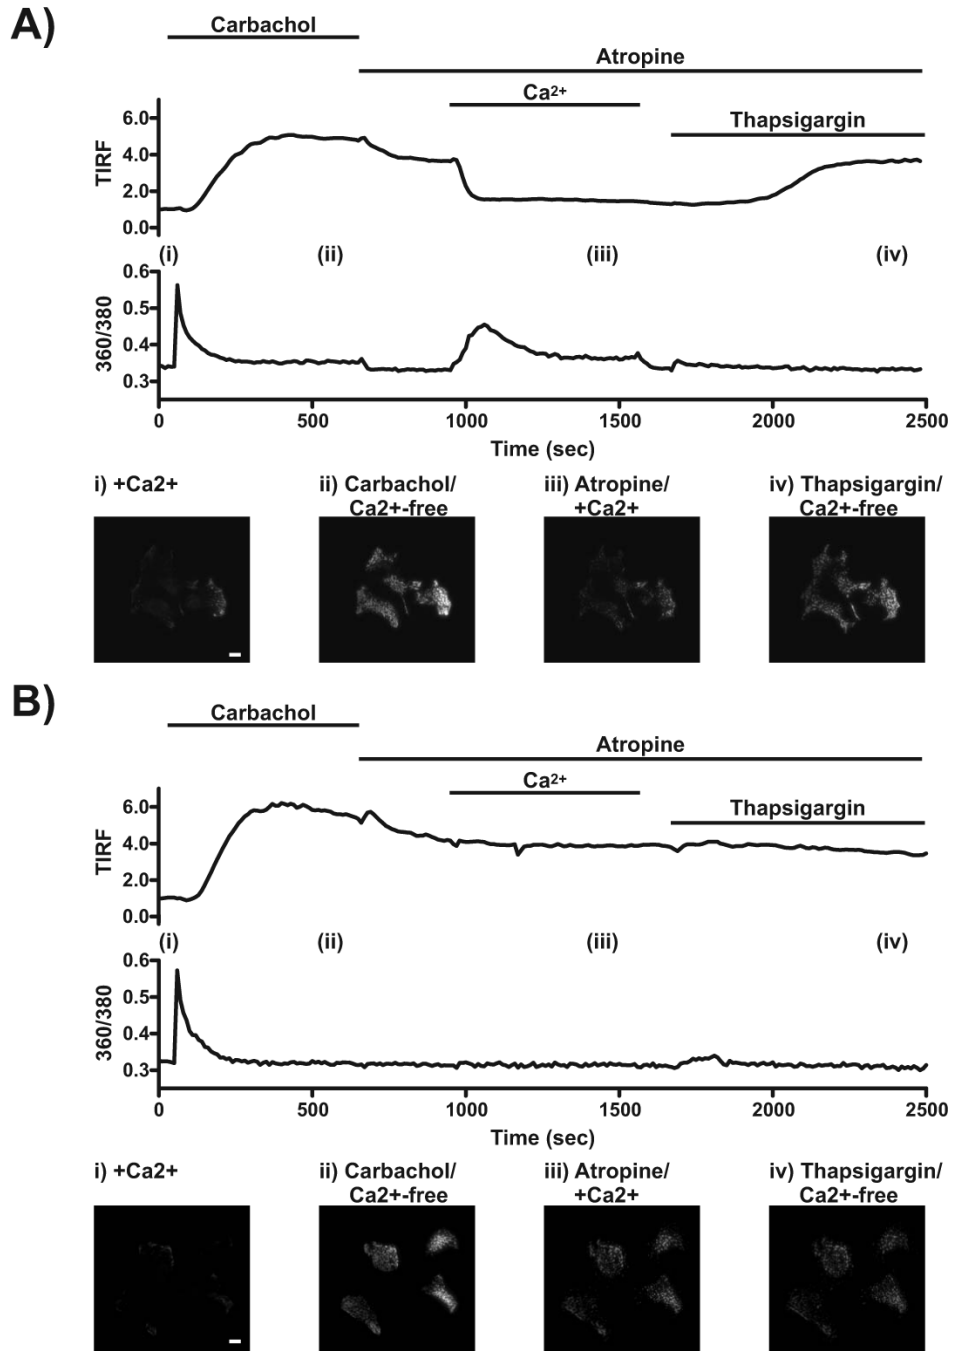 A)
Carbachol
Atropine
Ca2+
Thapsigargin
TIRF
6.0
4.0
2.0
0.0
(i) (ii) (iii) (iv)
360/380
0.6
0.5
0.4
0.3
0 500 1000 1500 2000 2500
Time (sec)
i) +Ca2+ ii) Carbachol/ iii) Atropine/ iv) Thapsigargin/
Ca2+-free +Ca2+ Ca2+-free
B)
Carbachol
Atropine
Ca2+
Thapsigargin
TIRF
6.0
4.0
2.0
0.0
(i) (ii) (iii) (iv)
360/380
0.6
0.5
0.4
0.3
0 500 1000 1500 2000 2500
Time (sec)
i) +Ca2+ ii) Carbachol/ iii) Atropine/ iv) Thapsigargin/
Ca2+-free +Ca2+ Ca2+-free